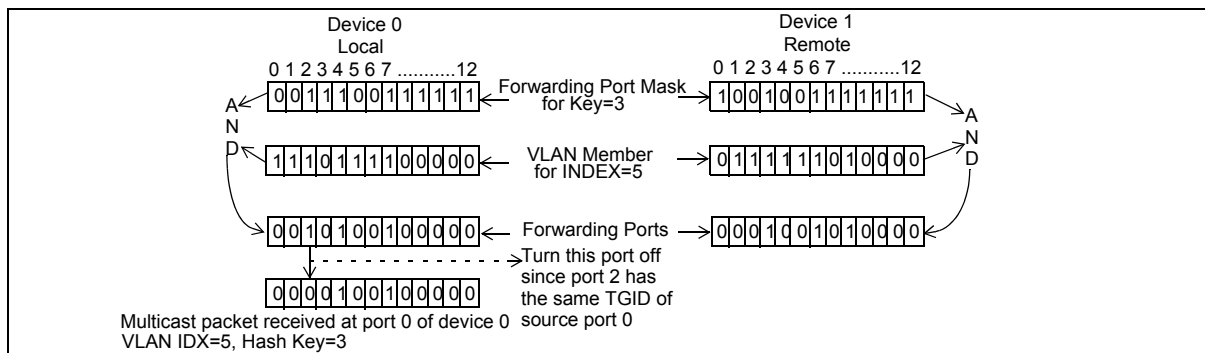 Device 0
Local
Device 1
Remote
0 1 2 3 4 5 6 7 ...........12
0 1 2 3 4 5 6 7 ...........12
0 0 1 1 1 0 0 1 1 1 1 1 1
Forwarding Port Mask
for Key=3
1 0 0 1 0 0 1 1 1 1 1 1 1
A
N
D
A
N
D
1 1 1 0 1 1 1 1 0 0 0 0 0
VLAN Member
for INDEX=5
0 1 1 1 1 1 1 0 1 0 0 0 0
0 0 1 0 1 0 0 1 0 0 0 0 0
Forwarding Ports
0 0 0 1 0 0 1 0 1 0 0 0 0
Turn this port off
since port 2 has
the same TGID of
source port 0
0 0 0 0 1 0 0 1 0 0 0 0 0
Multicast packet received at port 0 of device 0
VLAN IDX=5, Hash Key=3